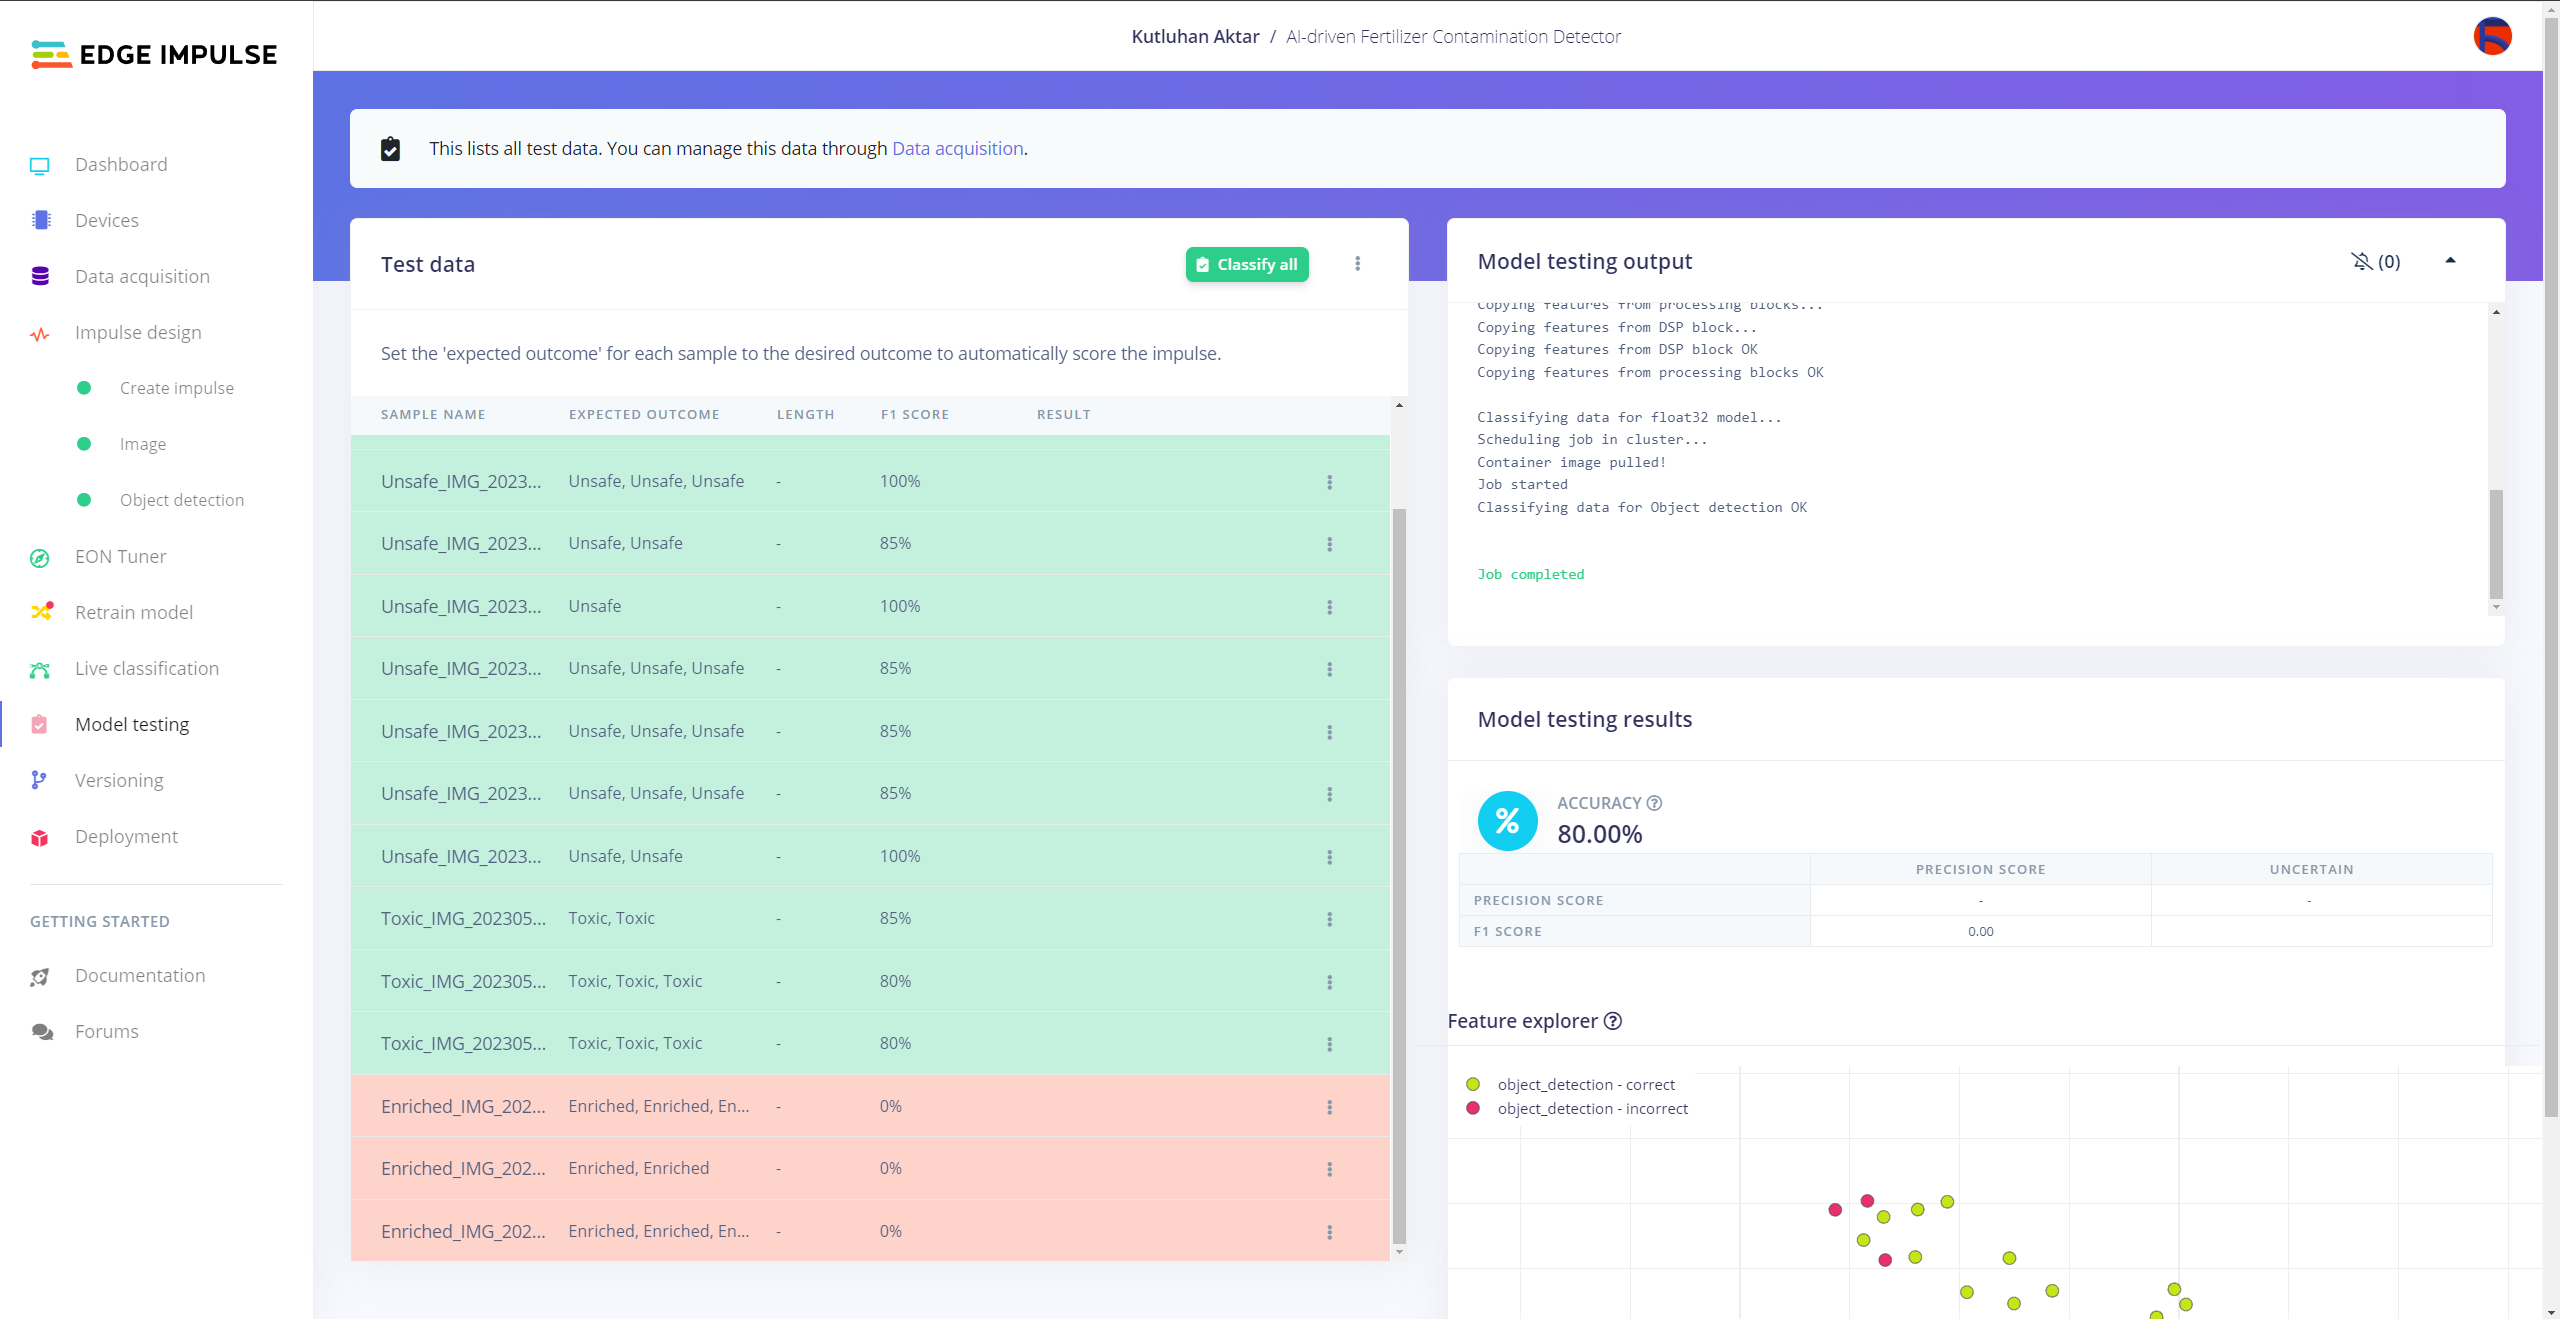 EDGE IMPULSE
Kutluhan Aktar / AI-driven Fertilizer Contamination Detector
Dashboard
Devices
Data acquisition
Impulse design
Create impulse
Image
Object detection
EON Tuner
Retrain model
Live classification
Model testing
Versioning
Deployment
GETTING STARTED
Documentation
Forums
This lists all test data. You can manage this data through Data acquisition.
Test data
Classify all
Set the 'expected outcome' for each sample to the desired outcome to automatically score the impulse.
SAMPLE NAME EXPECTED OUTCOME LENGTH F1 SCORE RESULT
Unsafe_IMG_2023... Unsafe, Unsafe, Unsafe - 100%
Unsafe_IMG_2023... Unsafe, Unsafe - 85%
Unsafe_IMG_2023... Unsafe - 100%
Unsafe_IMG_2023... Unsafe, Unsafe, Unsafe - 85%
Unsafe_IMG_2023... Unsafe, Unsafe, Unsafe - 85%
Unsafe_IMG_2023... Unsafe, Unsafe, Unsafe - 85%
Unsafe_IMG_2023... Unsafe, Unsafe - 100%
Toxic_IMG_202305... Toxic, Toxic - 85%
Toxic_IMG_202305... Toxic, Toxic, Toxic - 80%
Toxic_IMG_202305... Toxic, Toxic, Toxic - 80%
Enriched_IMG_202... Enriched, Enriched, En... - 0%
Enriched_IMG_202... Enriched, Enriched - 0%
Enriched_IMG_202... Enriched, Enriched, En... - 0%
Model testing output
(0)
Copying features from processing blocks...
Copying features from DSP block...
Copying features from DSP block OK
Copying features from processing blocks OK
Classifying data for float32 model...
Scheduling job in cluster...
Container image pulled!
Job started
Classifying data for Object detection OK
Job completed
Model testing results
%
ACCURACY ?
80.00%
PRECISION SCORE UNCERTAIN
PRECISION SCORE - -
F1 SCORE 0.00
Feature explorer ?
object_detection - correct
object_detection - incorrect